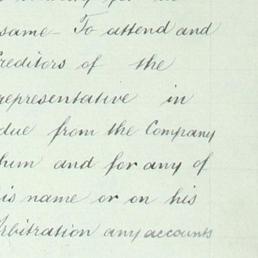 same To attend and
Creditors of the
representative in
due from the Company
them and for any of
his name or on his
Arbitration any accounts